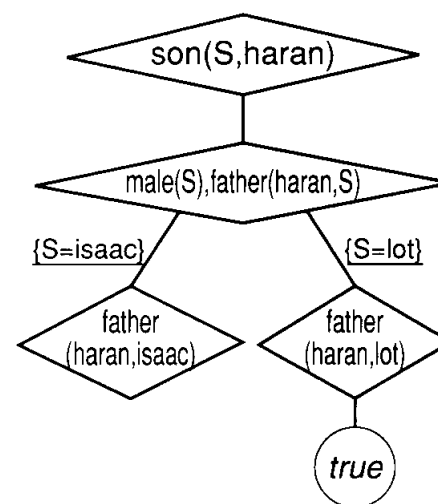 son(S,haran)
male(S),father(haran,S)
{S=isaac}
{S=lot}
father
(haran,isaac)
father
(haran,lot)
true